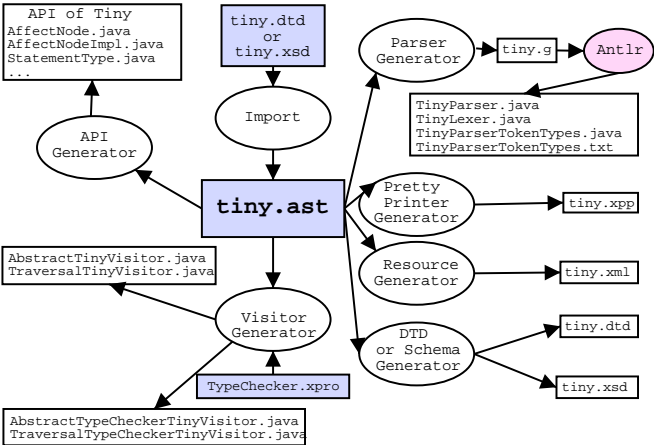 API of Tiny
AffectNode.java
AffectNodeImpl.java
StatementType.java
...
tiny.dtd
or
tiny.xsd
Parser
Generator
tiny.g
Antlr
Import
TinyParser.java
TinyLexer.java
TinyParserTokenTypes.java
TinyParserTokenTypes.txt
API
Generator
tiny.ast
Pretty
Printer
Generator
tiny.xpp
AbstractTinyVisitor.java
TraversalTinyVisitor.java
Resource
Generator
tiny.xml
Visitor
Generator
DTD
or Schema
Generator
tiny.dtd
tiny.xsd
TypeChecker.xpro
AbstractTypeCheckerTinyVisitor.java
TraversalTypeCheckerTinyVisitor.java